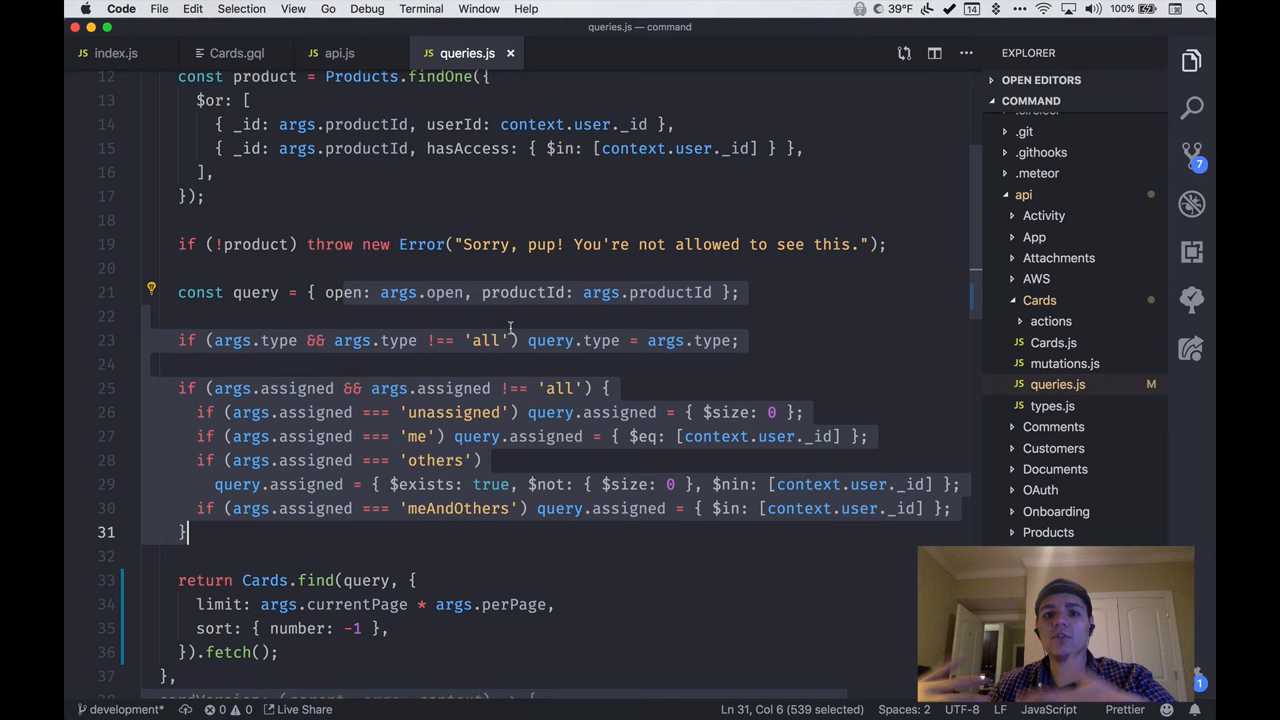 Code File Edit Selection View Go Debug Terminal Window Help 39°F 14 100%
queries.js — command
index.js Cards.gql api.js queries.js × EXPLORER
OPEN EDITORS
COMMAND
.git
.githooks
.meteor
api
Activity
App
Attachments
AWS
Cards
actions
Cards.js
mutations.js
queries.js M
types.js
Comments
Customers
Documents
OAuth
Onboarding
Products
7
1
12 const product = Products.findOne({
13 $or: [
14 { _id: args.productId, userId: context.user._id },
15 { _id: args.productId, hasAccess: { $in: [context.user._id] } },
16 ],
17 });
18
19 if (!product) throw new Error("Sorry, pup! You're not allowed to see this.");
20
21 const query = { open: args.open, productId: args.productId };
22
23 if (args.type && args.type !== 'all') query.type = args.type;
24
25 if (args.assigned && args.assigned !== 'all') {
26 if (args.assigned === 'unassigned') query.assigned = { $size: 0 };
27 if (args.assigned === 'me') query.assigned = { $eq: [context.user._id] };
28 if (args.assigned === 'others')
29 query.assigned = { $exists: true, $not: { $size: 0 }, $nin: [context.user._id] };
30 if (args.assigned === 'meAndOthers') query.assigned = { $in: [context.user._id] };
31 }
32
33 return Cards.find(query, {
34 limit: args.currentPage * args.perPage,
35 sort: { number: -1 },
36 }).fetch();
37 },
cardVersion: (parent, args, context) => {
development* 0 0 Live Share Ln 31, Col 6 (539 selected) Spaces: 2 UTF-8 LF JavaScript Prettier